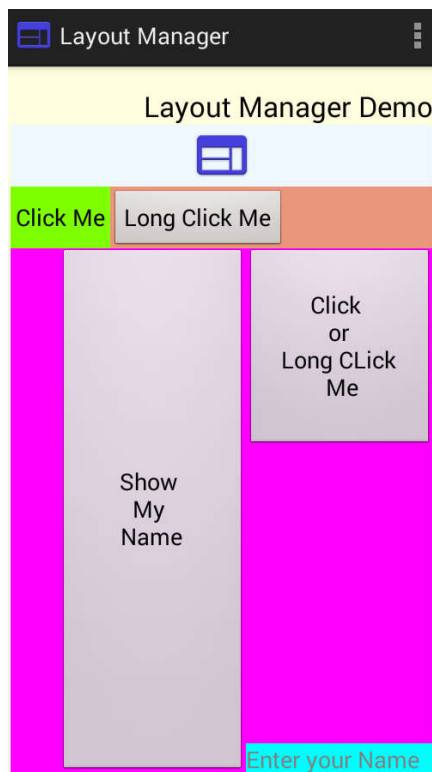 Layout Manager
Layout Manager Demo
Click Me
Long Click Me
Click
or
Long CLick
Me
Show
My
Name
Enter your Name